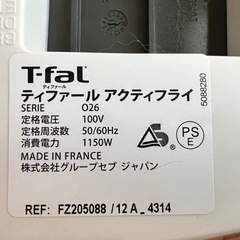 T-faL
ティファール
ティファール アクティフライ
SERIE O26
定格電圧 100V
定格周波数 50/60Hz
消費電力 1150W
MADE IN FRANCE
株式会社グループセブ ジャパン
PS
E
5088280
REF: FZ205088 /12 A_ 4314